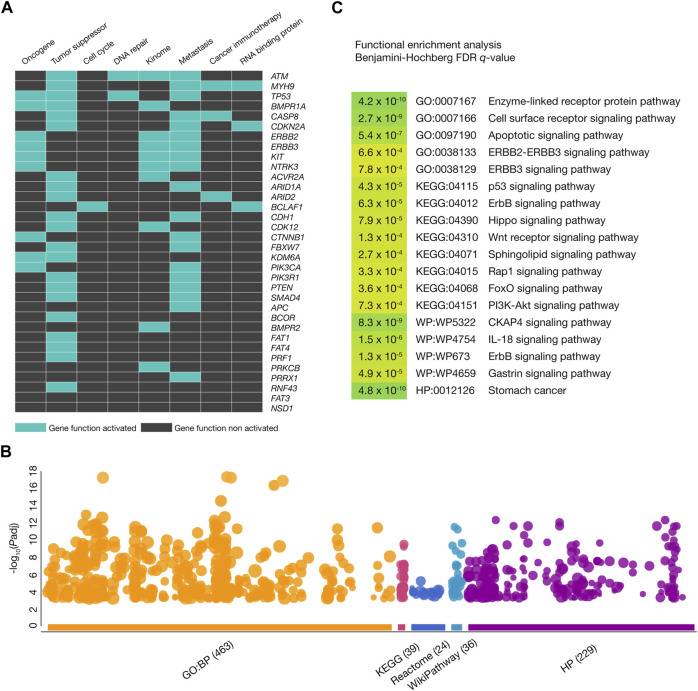 A
Oncogene
Tumor suppressor
Cell cycle
DNA repair
Kinome
Metastasis
Cancer immunotherapy
RNA binding protein
ATM
MYH9
TP53
BMPR1A
CASP8
CDKN2A
ERBB2
ERBB3
KIT
NTRK3
ACVR2A
ARID1A
ARID2
BCLAF1
CDH1
CDK12
CTNNB1
FBXW7
KDM6A
PIK3CA
PIK3R1
PTEN
SMAD4
APC
BCOR
BMPR2
FAT1
FAT4
PRF1
PRKCB
PRRX1
RNF43
FAT3
NSD1
Gene function activated
Gene function non activated
C
Functional enrichment analysis
Benjamini-Hochberg FDR q-value
4.2 x 10⁻¹⁰ GO:0007167 Enzyme-linked receptor protein pathway
2.7 x 10⁻⁹ GO:0007166 Cell surface receptor signaling pathway
5.4 x 10⁻⁷ GO:0097190 Apoptotic signaling pathway
6.6 x 10⁻⁴ GO:0038133 ERBB2-ERBB3 signaling pathway
7.8 x 10⁻⁴ GO:0038129 ERBB3 signaling pathway
4.3 x 10⁻⁵ KEGG:04115 p53 signaling pathway
6.3 x 10⁻⁵ KEGG:04012 ErbB signaling pathway
7.9 x 10⁻⁵ KEGG:04390 Hippo signaling pathway
1.3 x 10⁻⁴ KEGG:04310 Wnt receptor signaling pathway
2.7 x 10⁻⁴ KEGG:04071 Sphingolipid signaling pathway
3.3 x 10⁻⁴ KEGG:04015 Rap1 signaling pathway
3.6 x 10⁻⁴ KEGG:04068 FoxO signaling pathway
7.3 x 10⁻⁴ KEGG:04151 PI3K-Akt signaling pathway
8.3 x 10⁻⁹ WP:WP5322 CKAP4 signaling pathway
1.5 x 10⁻⁶ WP:WP4754 IL-18 signaling pathway
1.3 x 10⁻⁵ WP:WP673 ErbB signaling pathway
4.9 x 10⁻⁵ WP:WP4659 Gastrin signaling pathway
4.8 x 10⁻¹⁰ HP:0012126 Stomach cancer
B
-log₁₀(Padj)
18
16
14
12
10
8
6
4
2
0
GO:BP (463)
KEGG (39)
Reactome (24)
WikiPathway (36)
HP (229)